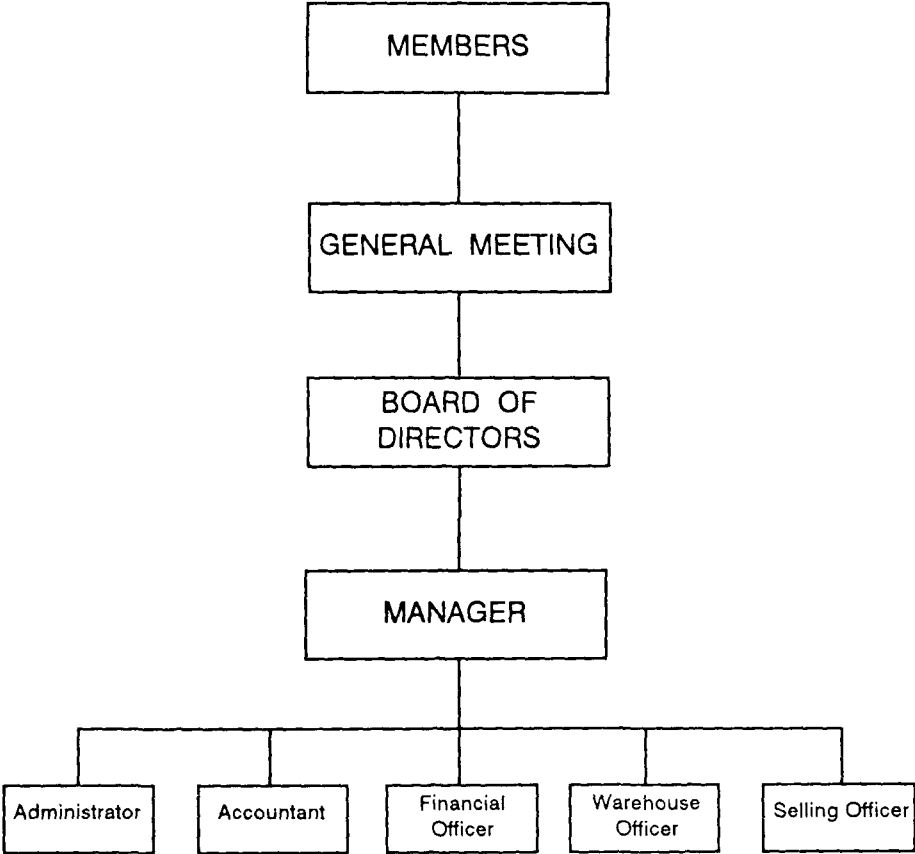 MEMBERS
GENERAL MEETING
BOARD OF
DIRECTORS
MANAGER
Administrator
Accountant
Financial
Officer
Warehouse
Officer
Selling Officer